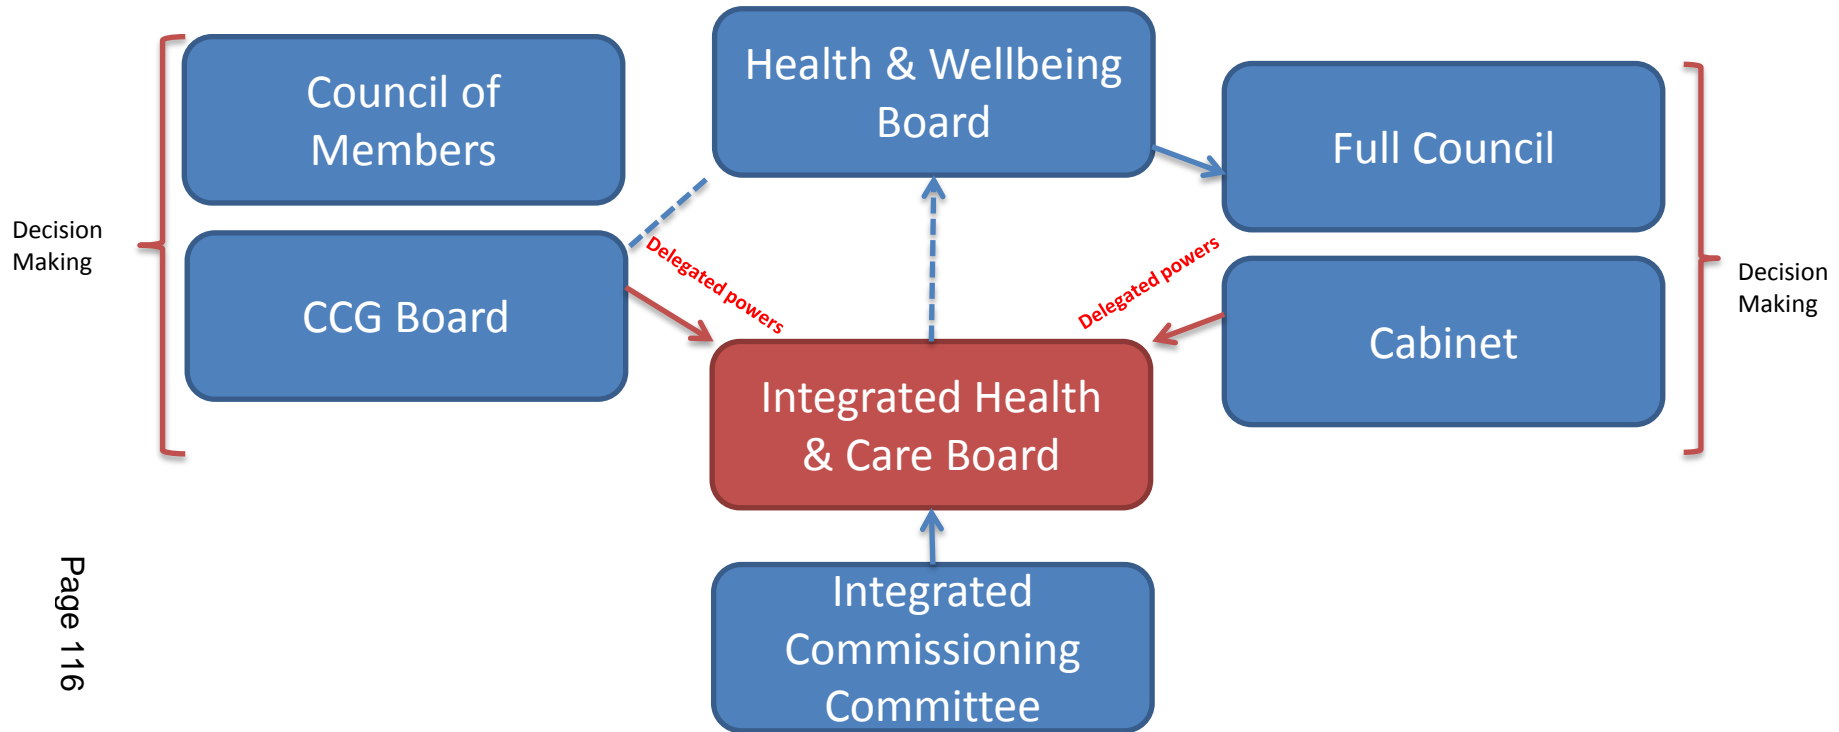 Council of
Members
Health & Wellbeing
Board
Full Council
Decision
Making
CCG Board
Delegated powers
Delegated powers
Cabinet
Decision
Making
Integrated Health
& Care Board
Integrated
Commissioning
Committee
Page 116